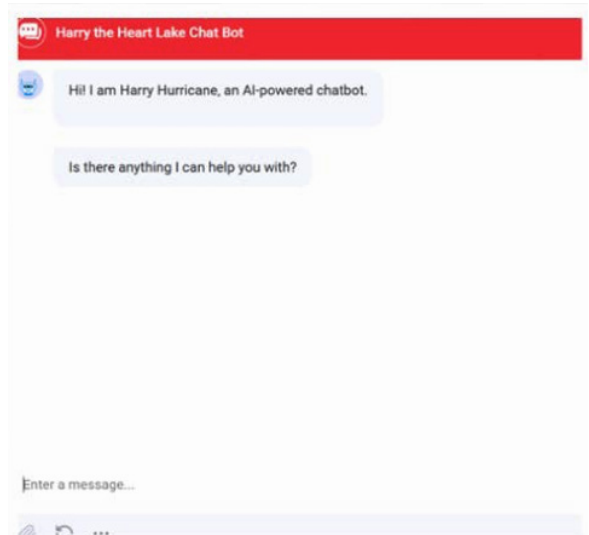 Harry the Heart Lake Chat Bot
Hi! I am Harry Hurricane, an AI-powered chatbot.
Is there anything I can help you with?
Enter a message...